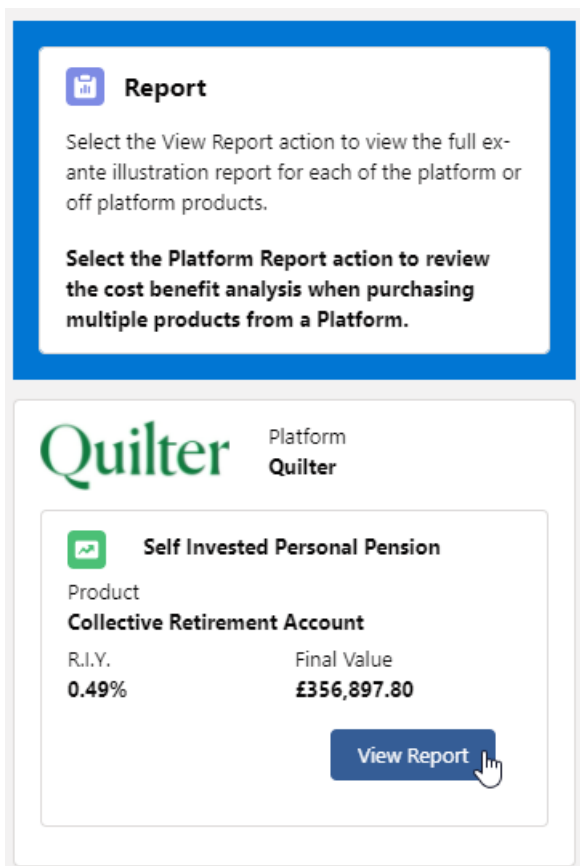 Report
Select the View Report action to view the full ex-
ante illustration report for each of the platform or
off platform products.
Select the Platform Report action to review
the cost benefit analysis when purchasing
multiple products from a Platform.
Quilter
Platform
Quilter
Self Invested Personal Pension
Product
Collective Retirement Account
R.I.Y. Final Value
0.49% £356,897.80
View Report